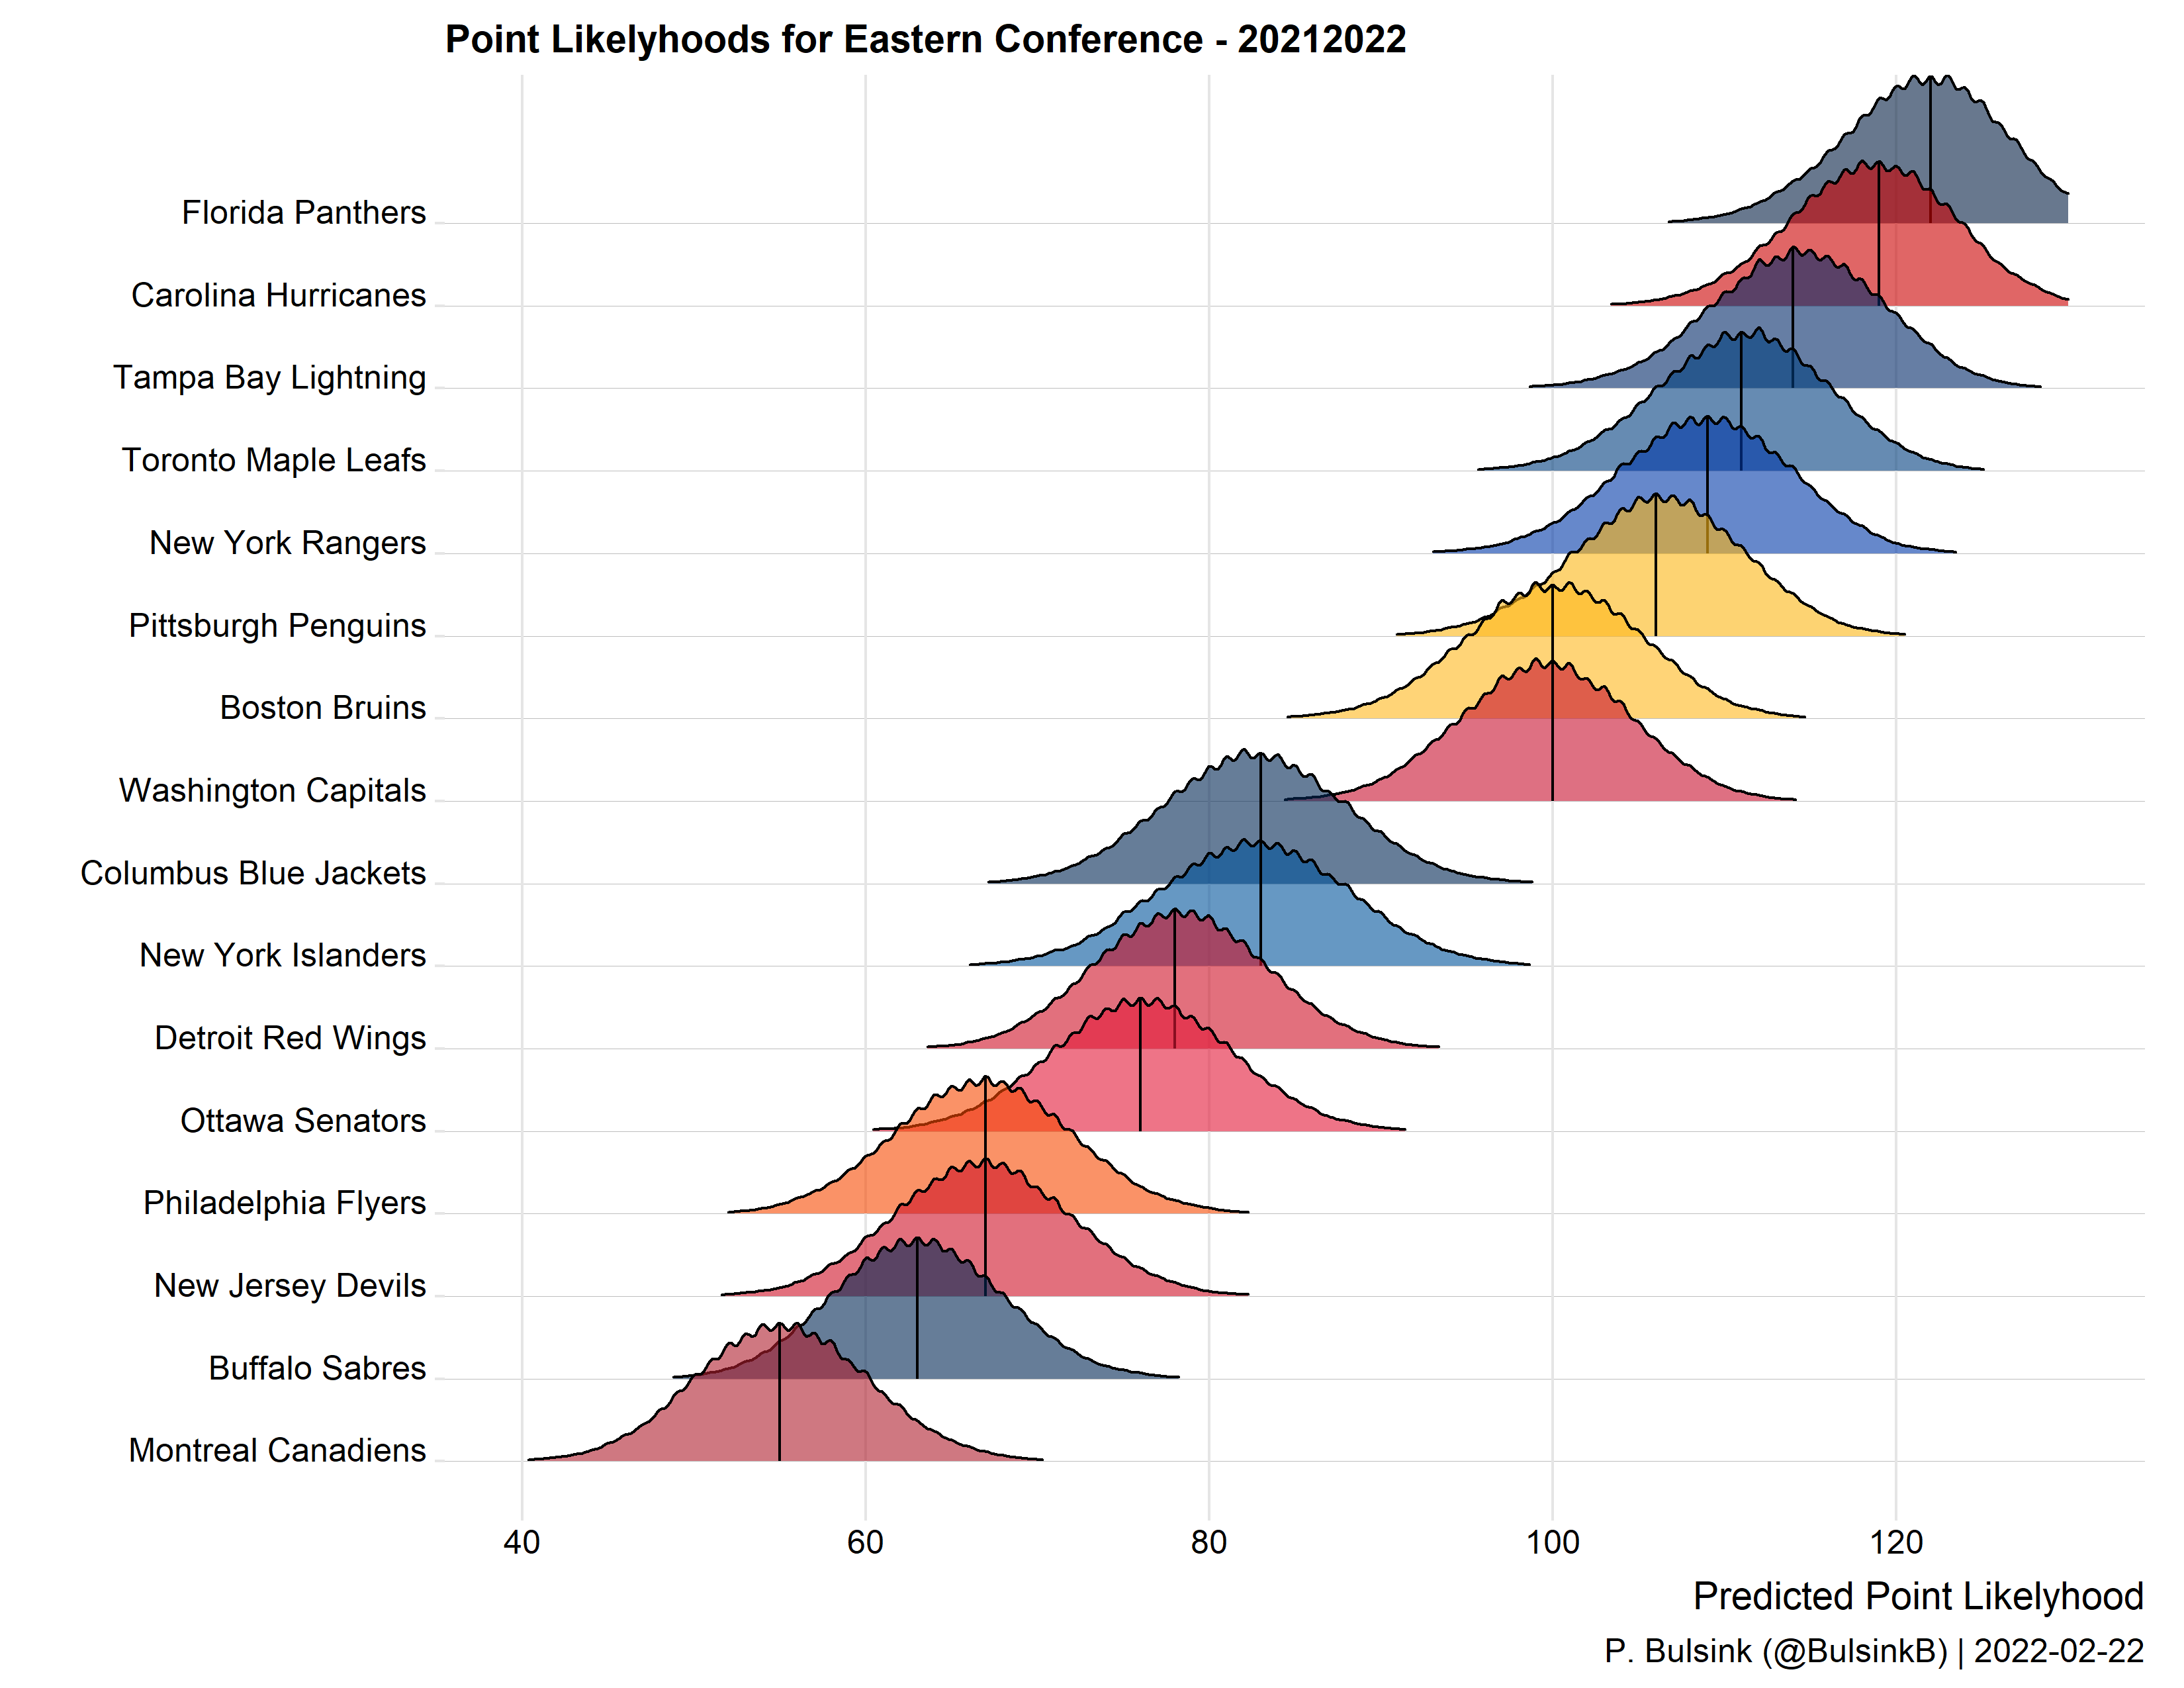 Point Likelyhoods for Eastern Conference - 20212022
Florida Panthers
Carolina Hurricanes
Tampa Bay Lightning
Toronto Maple Leafs
New York Rangers
Pittsburgh Penguins
Boston Bruins
Washington Capitals
Columbus Blue Jackets
New York Islanders
Detroit Red Wings
Ottawa Senators
Philadelphia Flyers
New Jersey Devils
Buffalo Sabres
Montreal Canadiens
40 60 80 100 120
Predicted Point Likelyhood
P. Bulsink (@BulsinkB) | 2022-02-22